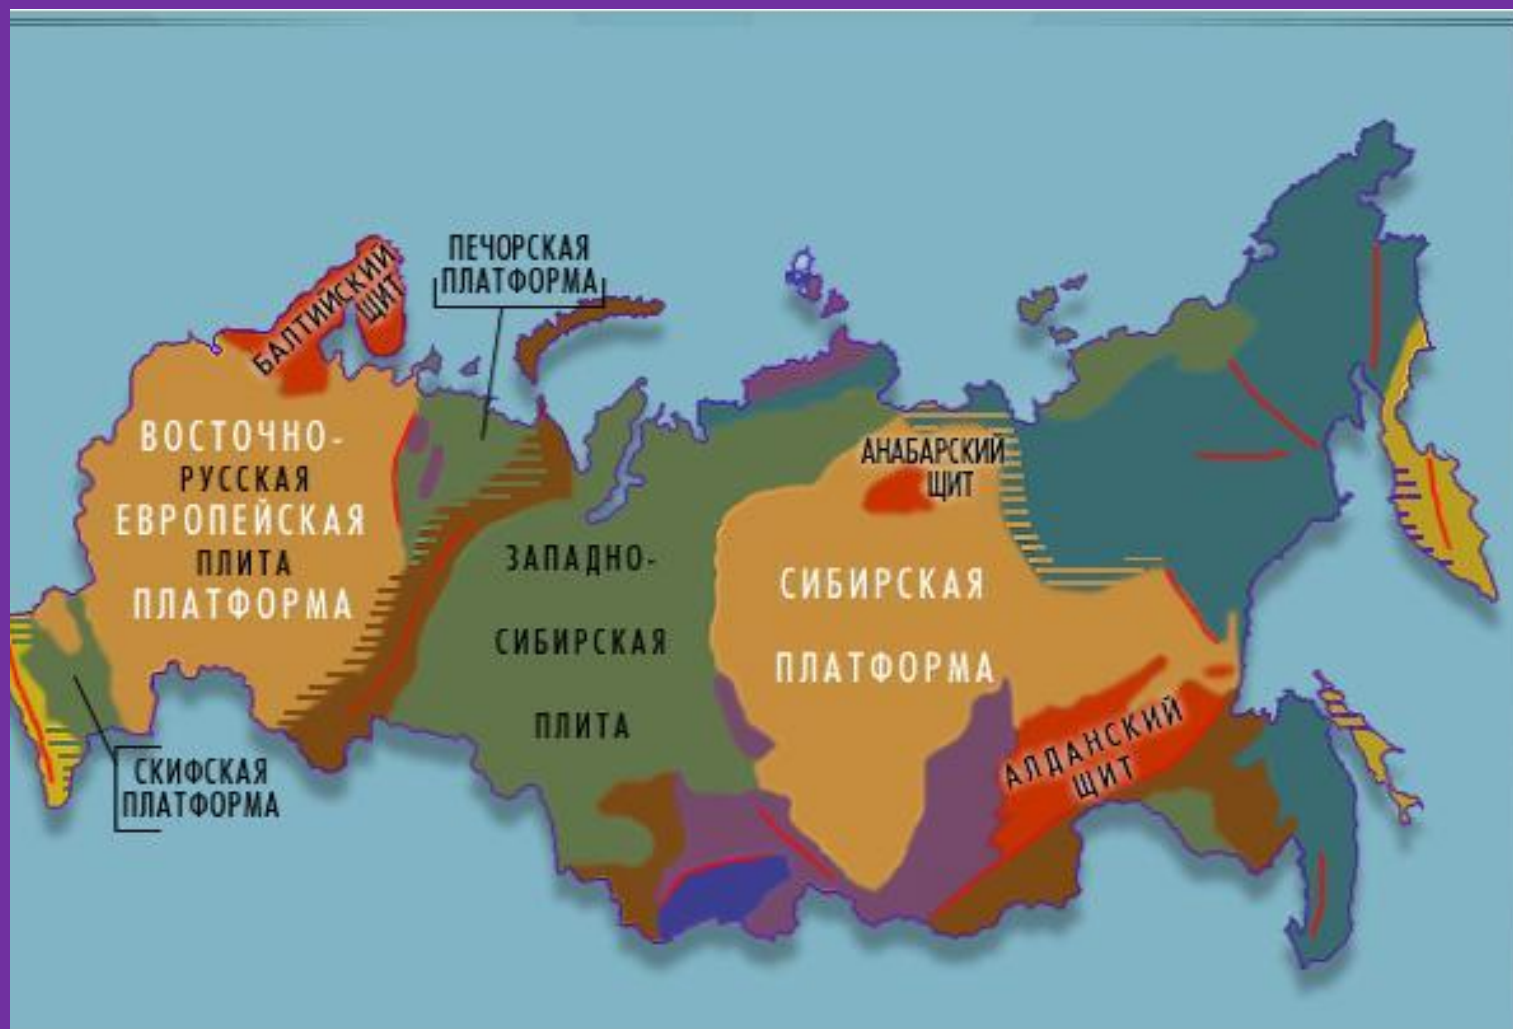 БАЛТИЙСКИЙ
ЩИТ
ПЕЧОРСКАЯ
ПЛАТФОРМА
ВОСТОЧНО-
РУССКАЯ
ЕВРОПЕЙСКАЯ
ПЛИТА
ПЛАТФОРМА
СКИФСКАЯ
ПЛАТФОРМА
ЗАПАДНО-
СИБИРСКАЯ
ПЛИТА
АНАБАРСКИЙ
ЩИТ
СИБИРСКАЯ
ПЛАТФОРМА
АЛДАНСКИЙ
ЩИТ